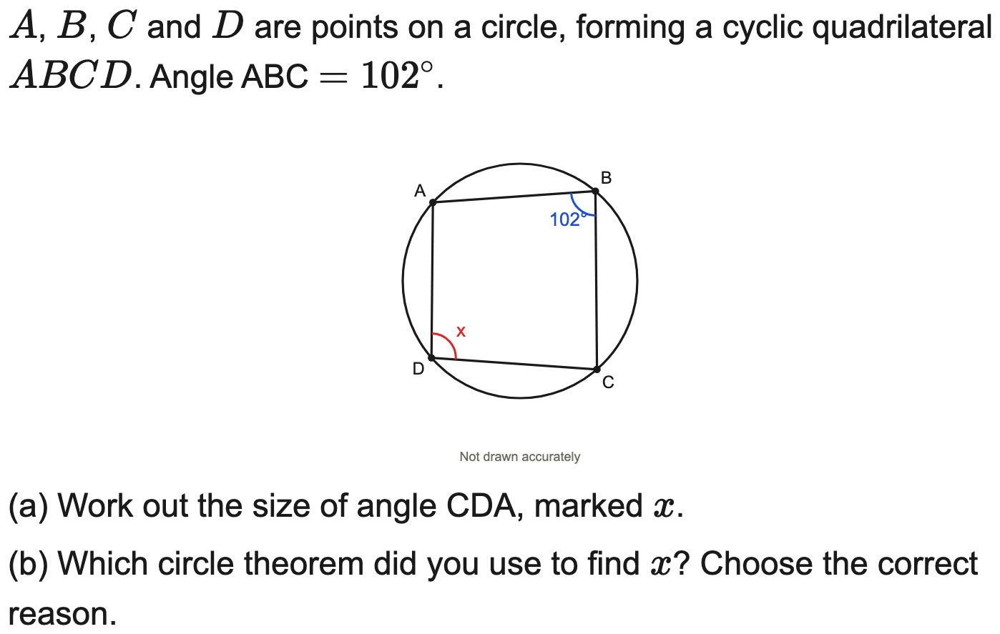 A, B, C and D are points on a circle, forming a cyclic quadrilateral
ABCD. Angle ABC = 102°.
B
A
102°
x
D
C
Not drawn accurately
(a) Work out the size of angle CDA, marked x.
(b) Which circle theorem did you use to find x? Choose the correct
reason.